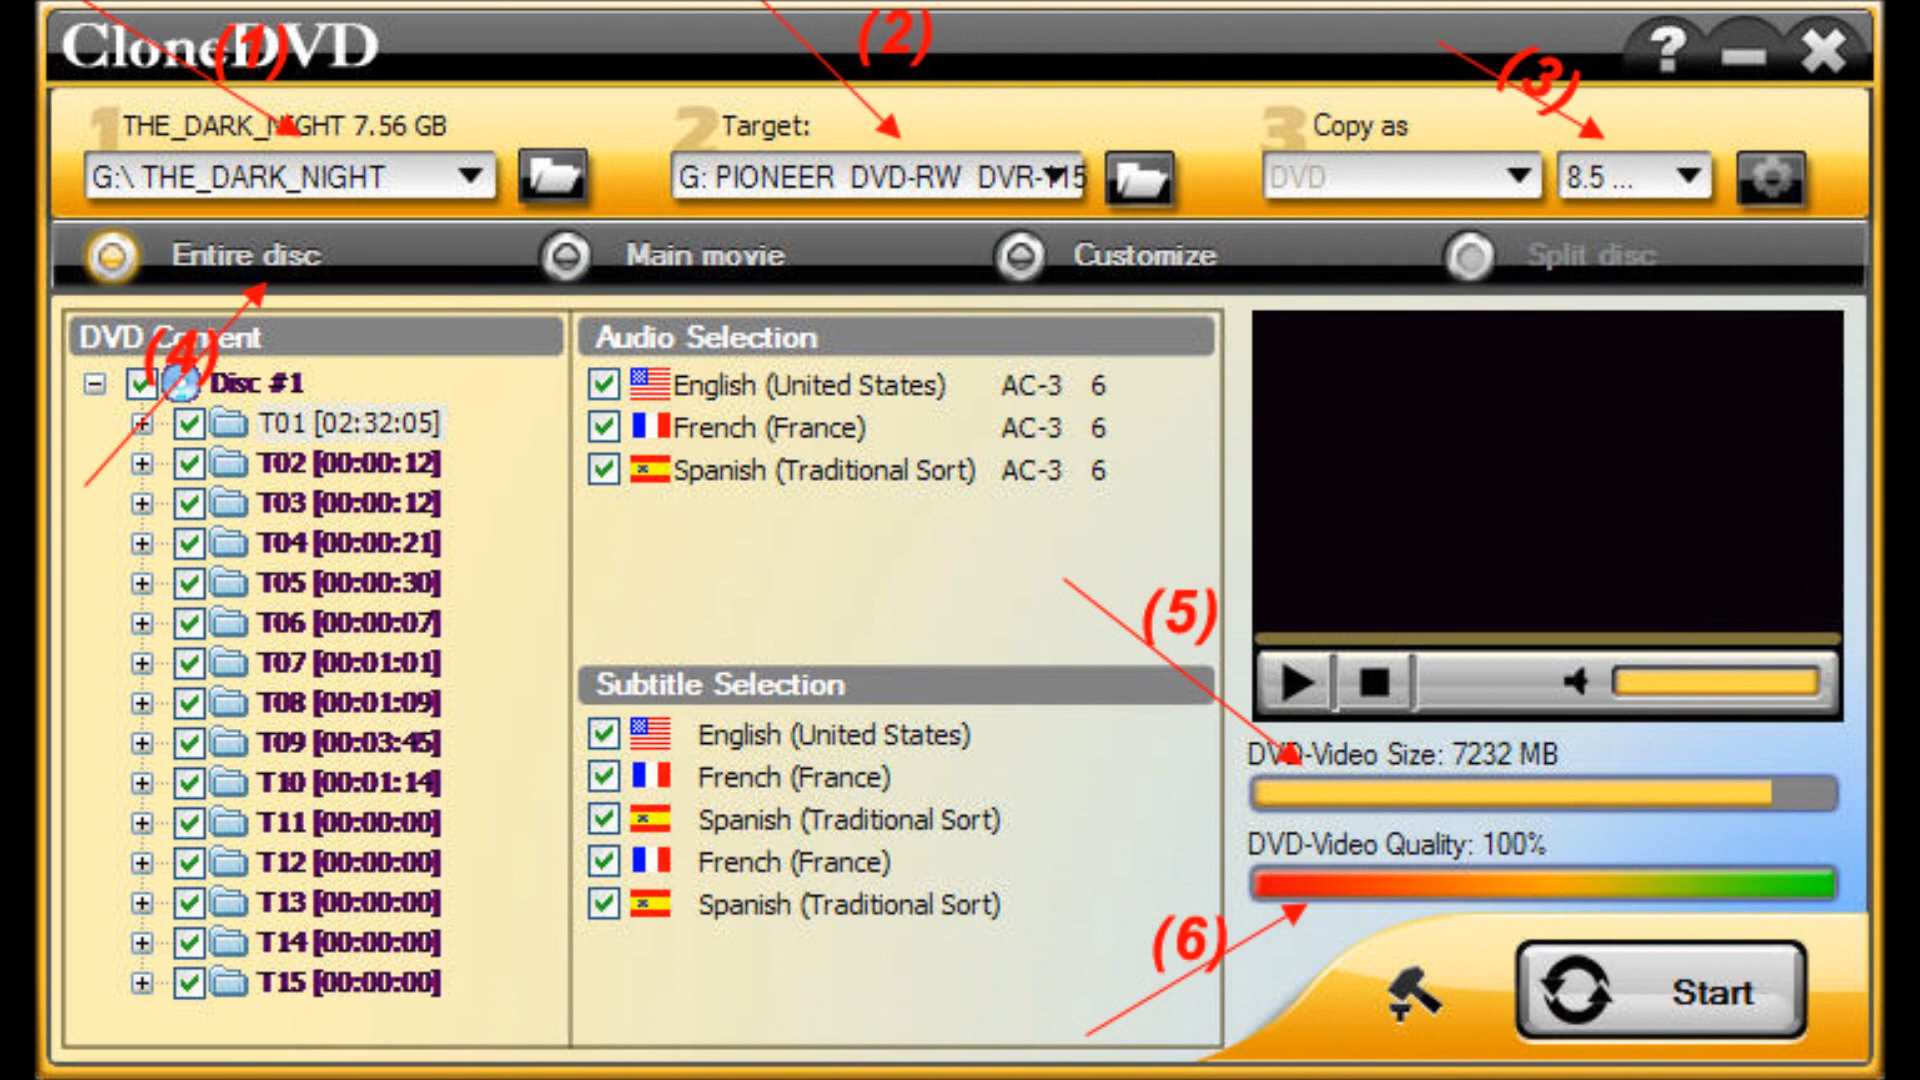 CloneDVD
(1)
(2)
(3)
?
1 THE_DARK_NIGHT 7.56 GB
2 Target:
3 Copy as
G:\ THE_DARK_NIGHT
G: PIONEER DVD-RW DVR-115
DVD
8.5 ...
Entire disc
Main movie
Customize
Split disc
(4)
DVD Content
Disc #1
T01 [02:32:05]
T02 [00:00:12]
T03 [00:00:12]
T04 [00:00:21]
T05 [00:00:30]
T06 [00:00:07]
T07 [00:01:01]
T08 [00:01:09]
T09 [00:03:45]
T10 [00:01:14]
T11 [00:00:00]
T12 [00:00:00]
T13 [00:00:00]
T14 [00:00:00]
T15 [00:00:00]
Audio Selection
English (United States) AC-3 6
French (France) AC-3 6
Spanish (Traditional Sort) AC-3 6
(5)
Subtitle Selection
English (United States)
French (France)
Spanish (Traditional Sort)
French (France)
Spanish (Traditional Sort)
DVD-Video Size: 7232 MB
DVD-Video Quality: 100%
(6)
Start